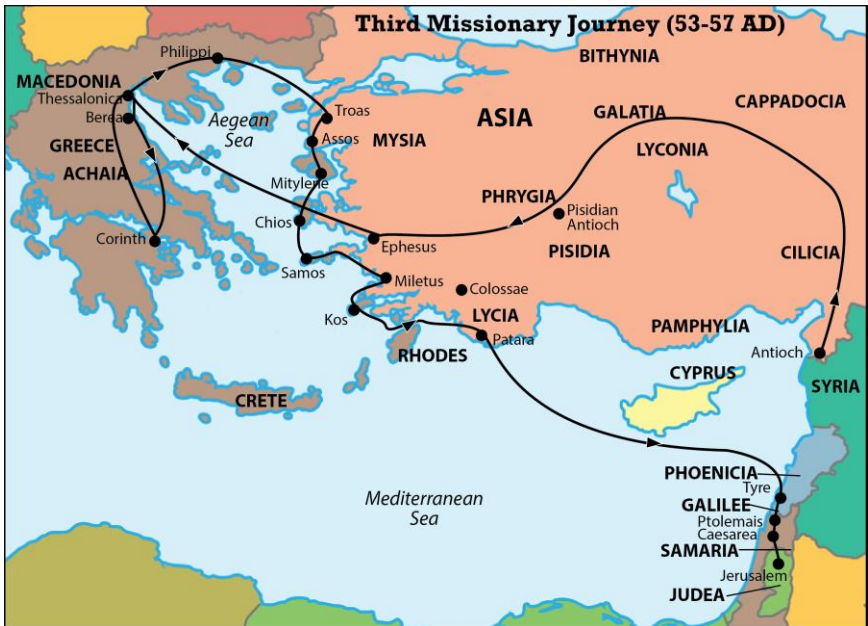 Third Missionary Journey (53-57 AD)
Philippi
BITHYNIA
MACEDONIA
Thessalonica
Berea
Aegean
Sea
Troas
ASIA
GALATIA
CAPPADOCIA
GREECE
ACHAIA
Assos
MYSIA
LYCONIA
Mitylene
PHRYGIA
Chios
Pisidian
Antioch
Corinth
Ephesus
PISIDIA
CILICIA
Samos
Miletus
Colossae
Kos
LYCIA
PAMPHYLIA
Patara
Antioch
RHODES
CYPRUS
SYRIA
CRETE
PHOENICIA
Tyre
Mediterranean
Sea
GALILEE
Ptolemais
Caesarea
SAMARIA
Jerusalem
JUDEA